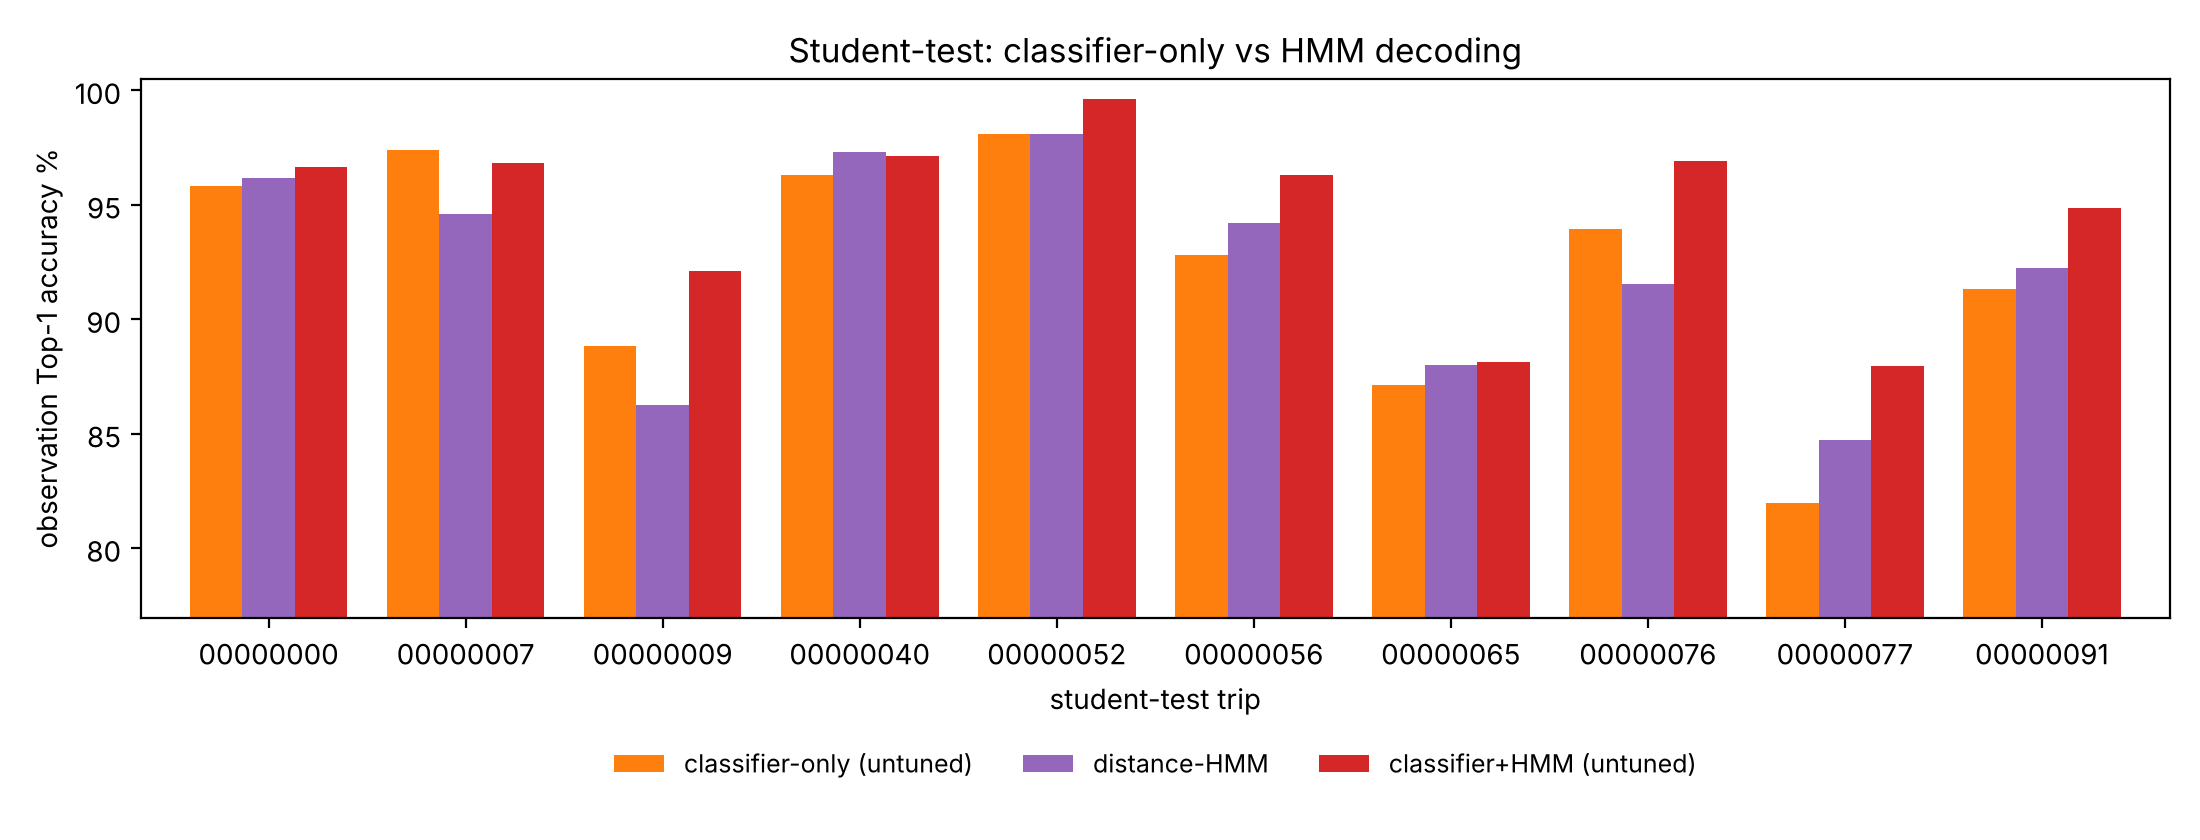 Student-test: classifier-only vs HMM decoding
observation Top-1 accuracy %
100
95
90
85
80
00000000 00000007 00000009 00000040 00000052 00000056 00000065 00000076 00000077 00000091
student-test trip
classifier-only (untuned) distance-HMM classifier+HMM (untuned)